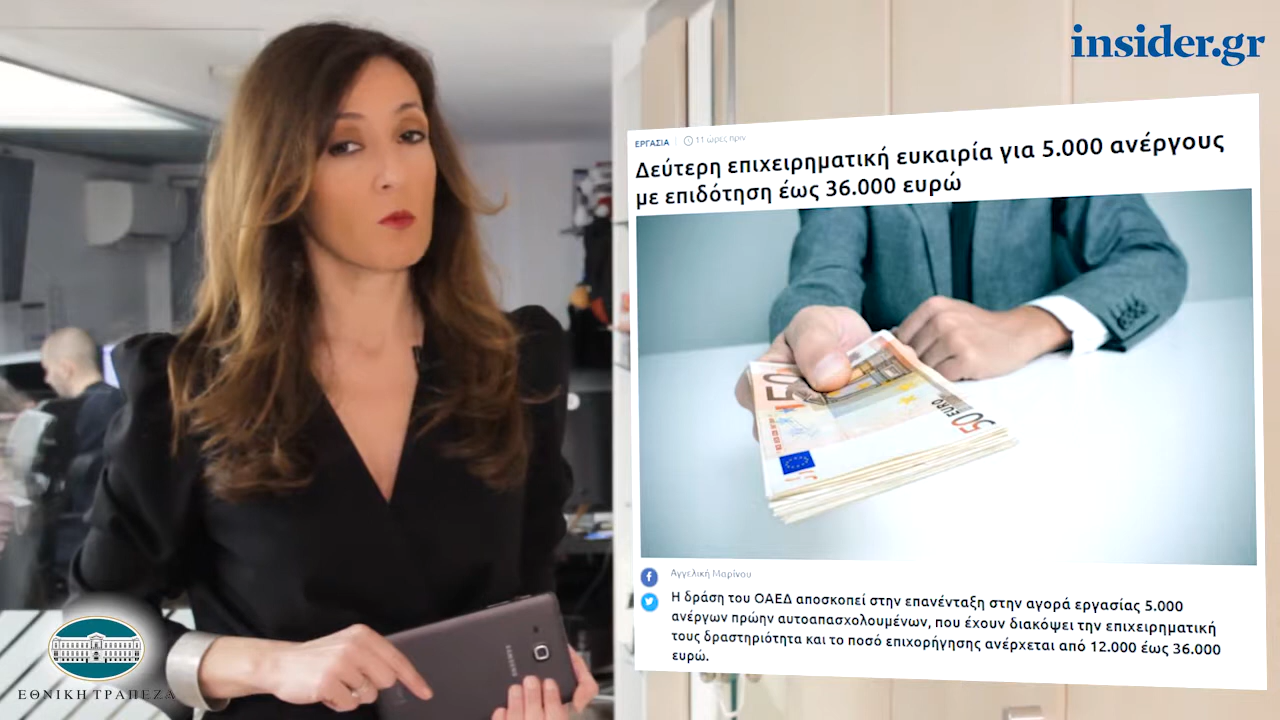 insider.gr
ΕΡΓΑΣΙΑ
11 ώρες πριν
Δεύτερη επιχειρηματική ευκαιρία για 5.000 ανέργους
με επιδότηση έως 36.000 ευρώ
50
50
EURO
Αγγελική Μαρίνου
Η δράση του ΟΑΕΔ αποσκοπεί στην επανένταξη στην αγορά εργασίας 5.000
ανέργων πρώην αυτοαπασχολουμένων, που έχουν διακόψει την επιχειρηματική
τους δραστηριότητα και το ποσό επιχορήγησης ανέρχεται από 12.000 έως 36.000
ευρώ.
SAMSUNG
ΕΘΝΙΚΗ ΤΡΑΠΕΖΑ